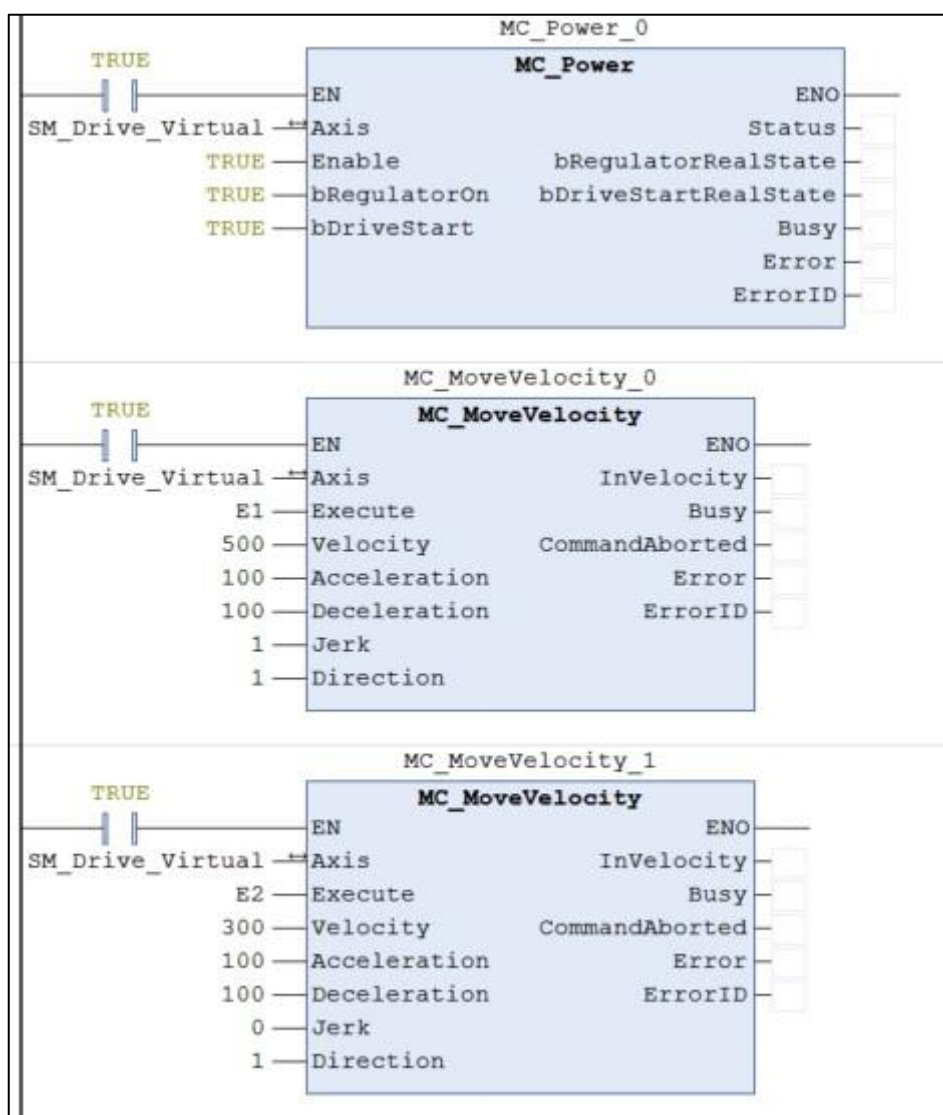 MC_Power_0
TRUE MC_Power
EN ENO
SM_Drive_Virtual Axis Status
TRUE Enable bRegulatorRealState
TRUE bRegulatorOn bDriveStartRealState
TRUE bDriveStart Busy
Error
ErrorID
MC_MoveVelocity_0
TRUE MC_MoveVelocity
EN ENO
SM_Drive_Virtual Axis InVelocity
E1 Execute Busy
500 Velocity CommandAborted
100 Acceleration Error
100 Deceleration ErrorID
1 Jerk
1 Direction
MC_MoveVelocity_1
TRUE MC_MoveVelocity
EN ENO
SM_Drive_Virtual Axis InVelocity
E2 Execute Busy
300 Velocity CommandAborted
100 Acceleration Error
100 Deceleration ErrorID
0 Jerk
1 Direction